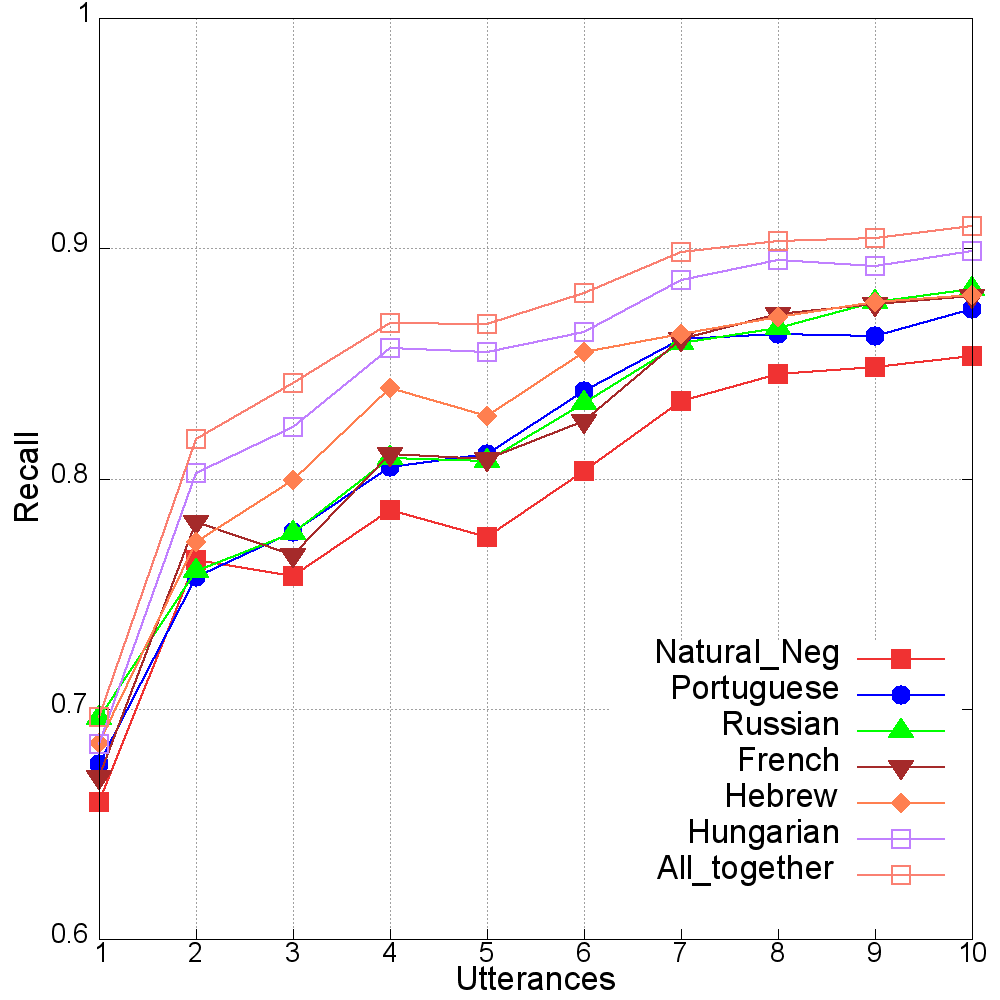 1
0.9
0.8
0.7
0.6
Recall
Natural_Neg
Portuguese
Russian
French
Hebrew
Hungarian
All_together
1 2 3 4 5 6 7 8 9 10
Utterances